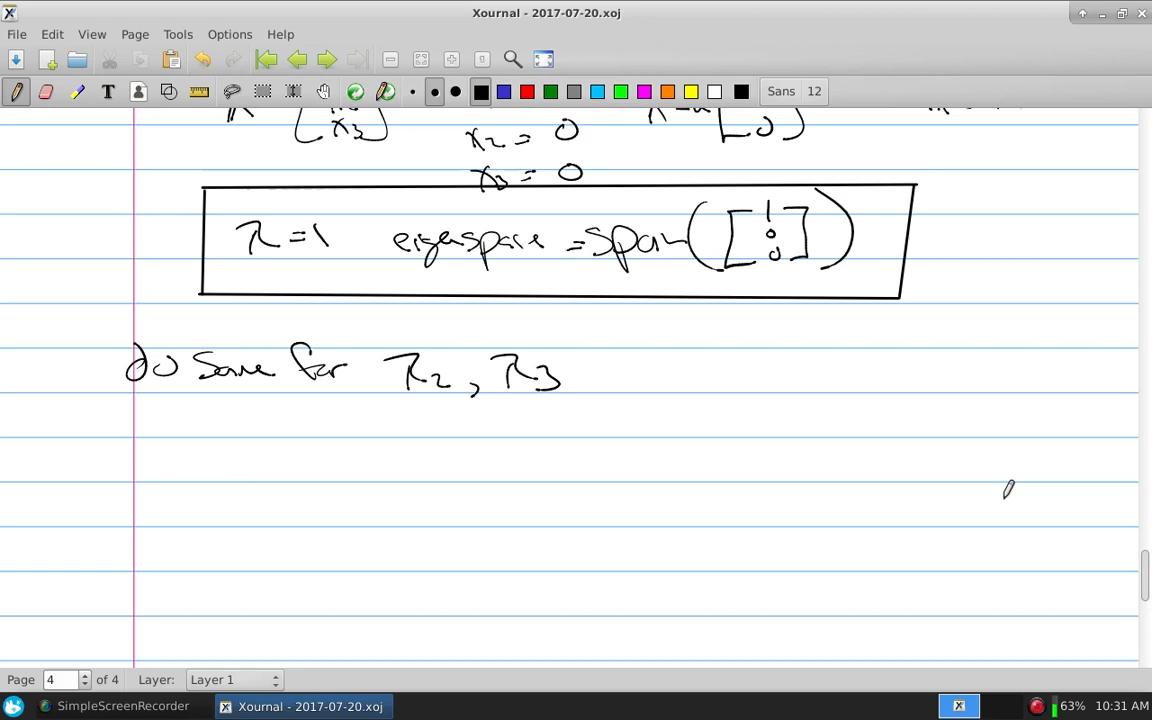 Xournal - 2017-07-20.xoj
File Edit View Page Tools Options Help
Sans 12
x3
x2 = 0
0
x3 = 0
λ = 1 eigenspace = span([1
0
0])
do same for λ2, λ3
Page 4 of 4 Layer: Layer 1
SimpleScreenRecorder Xournal - 2017-07-20.xoj 63% 10:31 AM